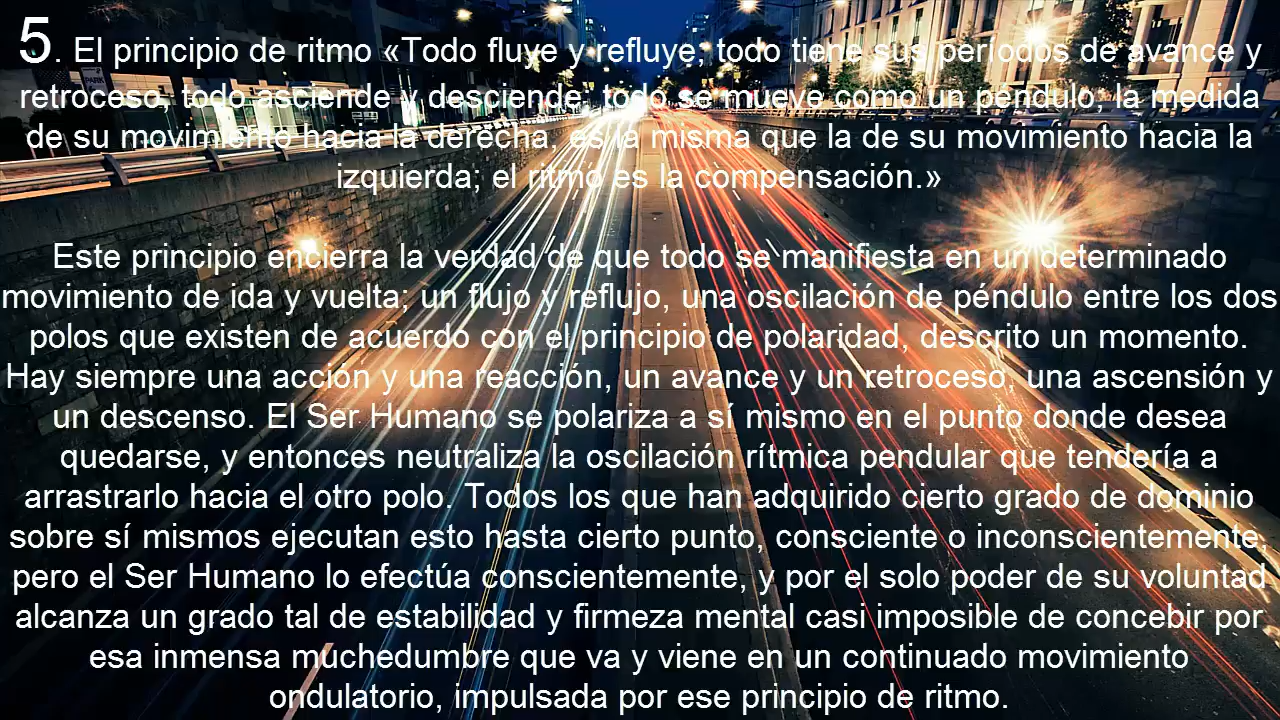 5. El principio de ritmo «Todo fluye y refluye; todo tiene sus períodos de avance y
retroceso, todo asciende y desciende; todo se mueve como un péndulo; la medida
de su movimiento hacia la derecha, es la misma que la de su movimiento hacia la
izquierda; el ritmo es la compensación.»
Este principio encierra la verdad de que todo se manifiesta en un determinado
movimiento de ida y vuelta; un flujo y reflujo, una oscilación de péndulo entre los dos
polos que existen de acuerdo con el principio de polaridad, descrito un momento.
Hay siempre una acción y una reacción, un avance y un retroceso, una ascensión y
un descenso. El Ser Humano se polariza a sí mismo en el punto donde desea
quedarse, y entonces neutraliza la oscilación rítmica pendular que tendería a
arrastrarlo hacia el otro polo. Todos los que han adquirido cierto grado de dominio
sobre sí mismos ejecutan esto hasta cierto punto, consciente o inconscientemente,
pero el Ser Humano lo efectúa conscientemente, y por el solo poder de su voluntad
alcanza un grado tal de estabilidad y firmeza mental casi imposible de concebir por
esa inmensa muchedumbre que va y viene en un continuado movimiento
ondulatorio, impulsada por ese principio de ritmo.
PARK